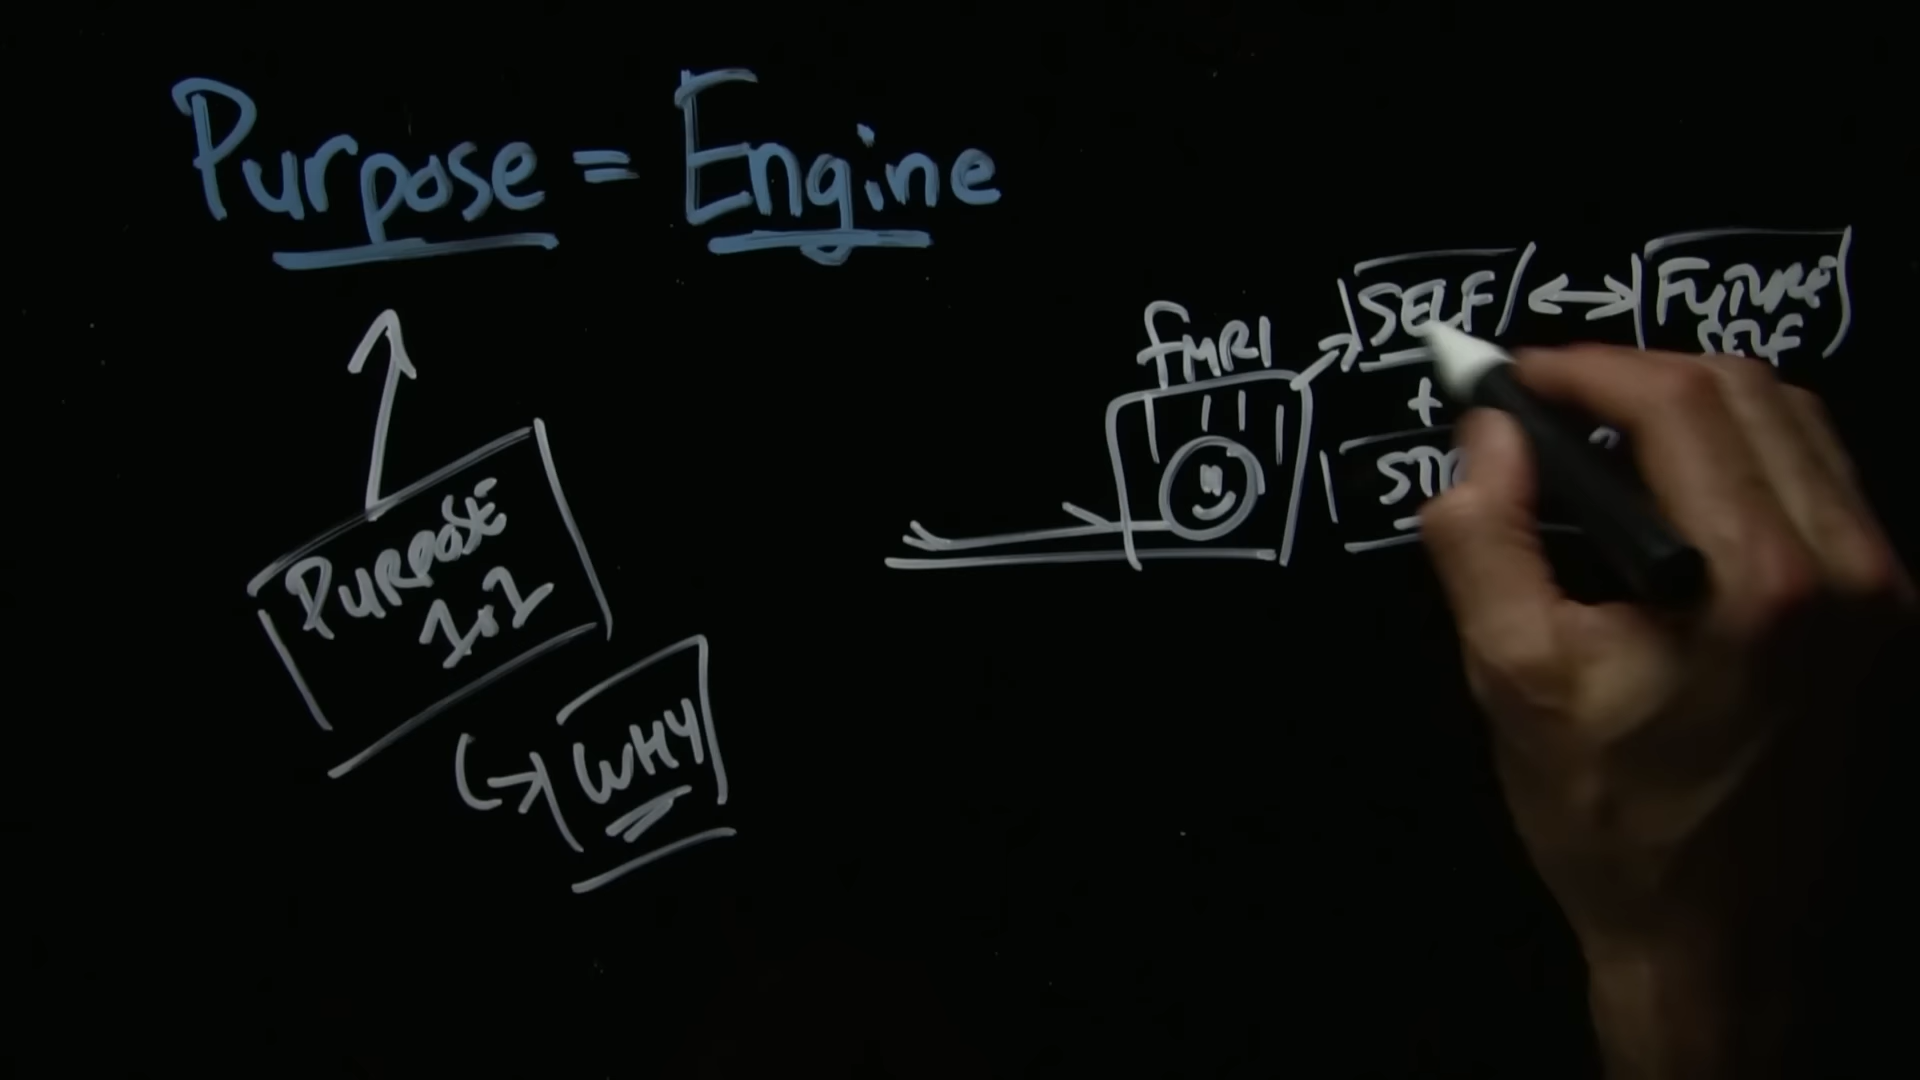 Purpose = Engine
fMRI
SELF
FUTURE
SELF
+
PURPOSE
1.1
WHY